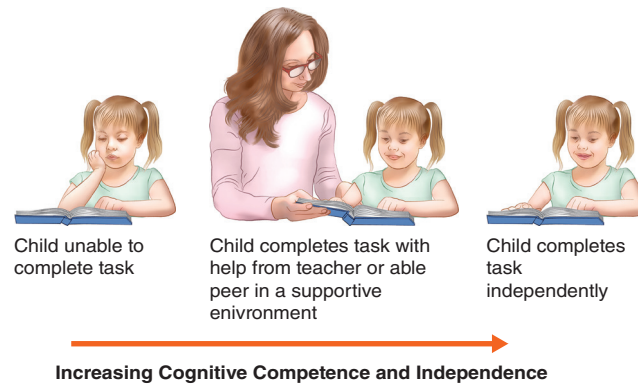 Child unable to
complete task
Child completes task with
help from teacher or able
peer in a supportive
enivronment
Child completes
task
independently
Increasing Cognitive Competence and Independence